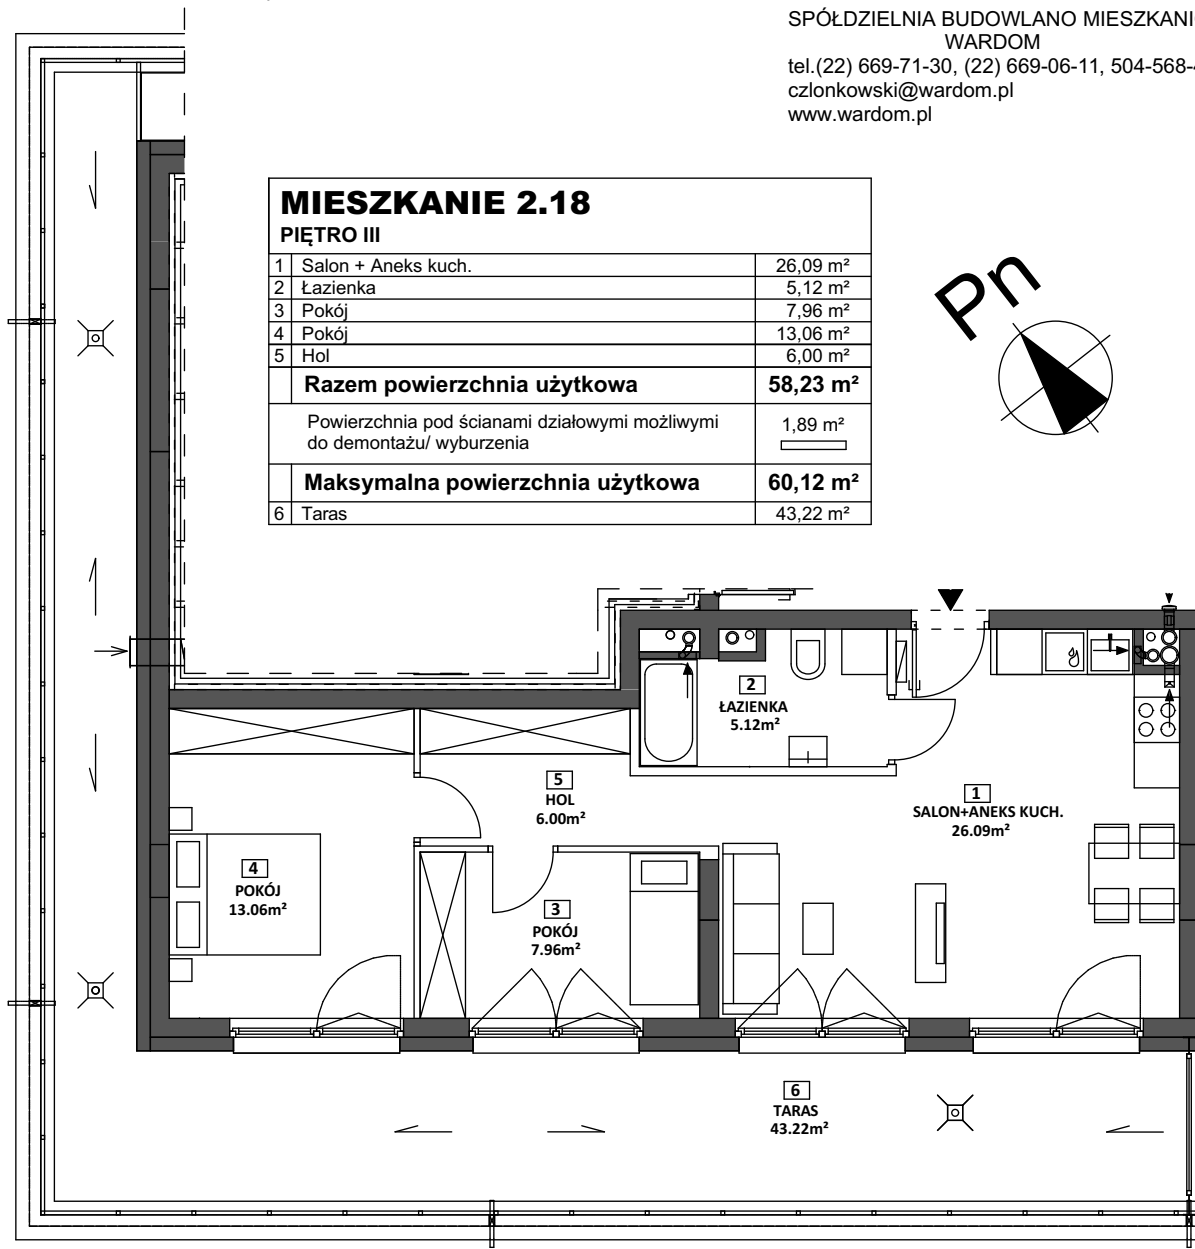 SPÓŁDZIELNIA BUDOWLANO
WARDOM
tel.(22) 669-71-30, (22) 669-06-11, 504-568-
czlonkowski@wardom.pl
www.wardom.pl
MIESZKANIE 2.18
PIĘTRO III
1 Salon + Aneks kuch. 26,09 m²
2 Łazienka 5,12 m²
3 Pokój 7,96 m²
4 Pokój 13,06 m²
5 Hol 6,00 m²
Razem powierzchnia użytkowa 58,23 m²
Powierzchnia pod ścianami działowymi możliwymi
do demontażu/ wyburzenia 1,89 m²
Maksymalna powierzchnia użytkowa 60,12 m²
6 Taras 43,22 m²
Pn
2
ŁAZIENKA
5.12m²
5
HOL
6.00m²
1
SALON+ANEKS KUCH.
26.09m²
4
POKÓJ
13.06m²
3
POKÓJ
7.96m²
6
TARAS
43.22m²